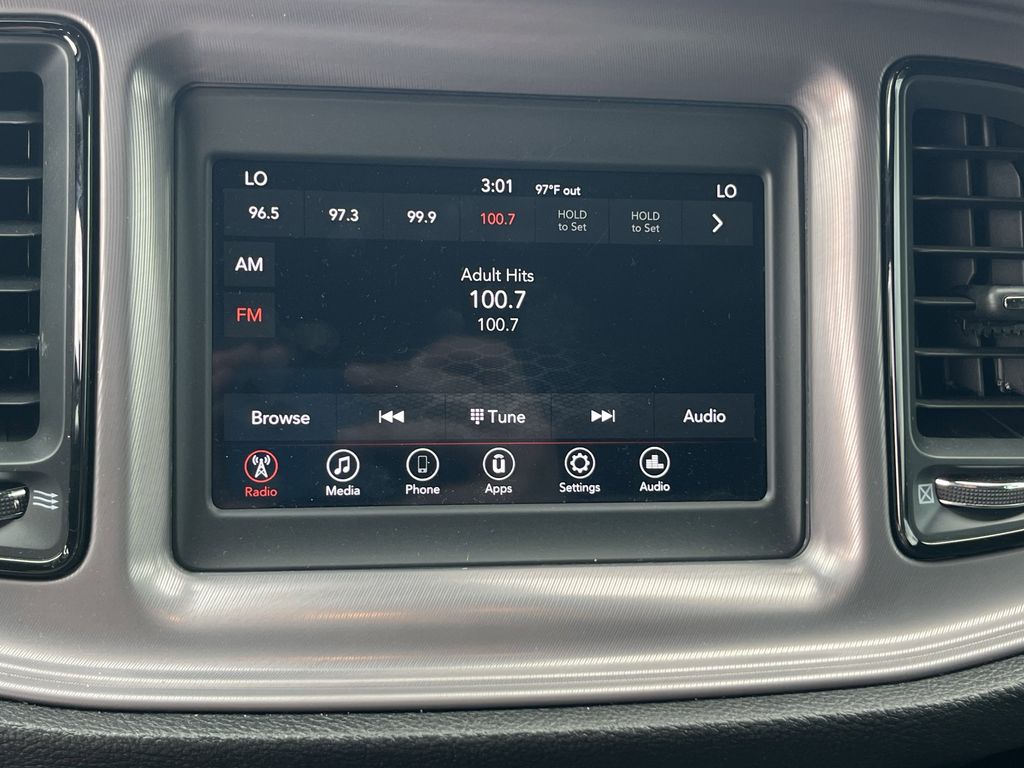 LO 3:01 97°F out LO
96.5 97.3 99.9 100.7 HOLD to Set HOLD to Set
AM
FM
Adult Hits
100.7
100.7
Browse Tune Audio
Radio Media Phone Apps Settings Audio